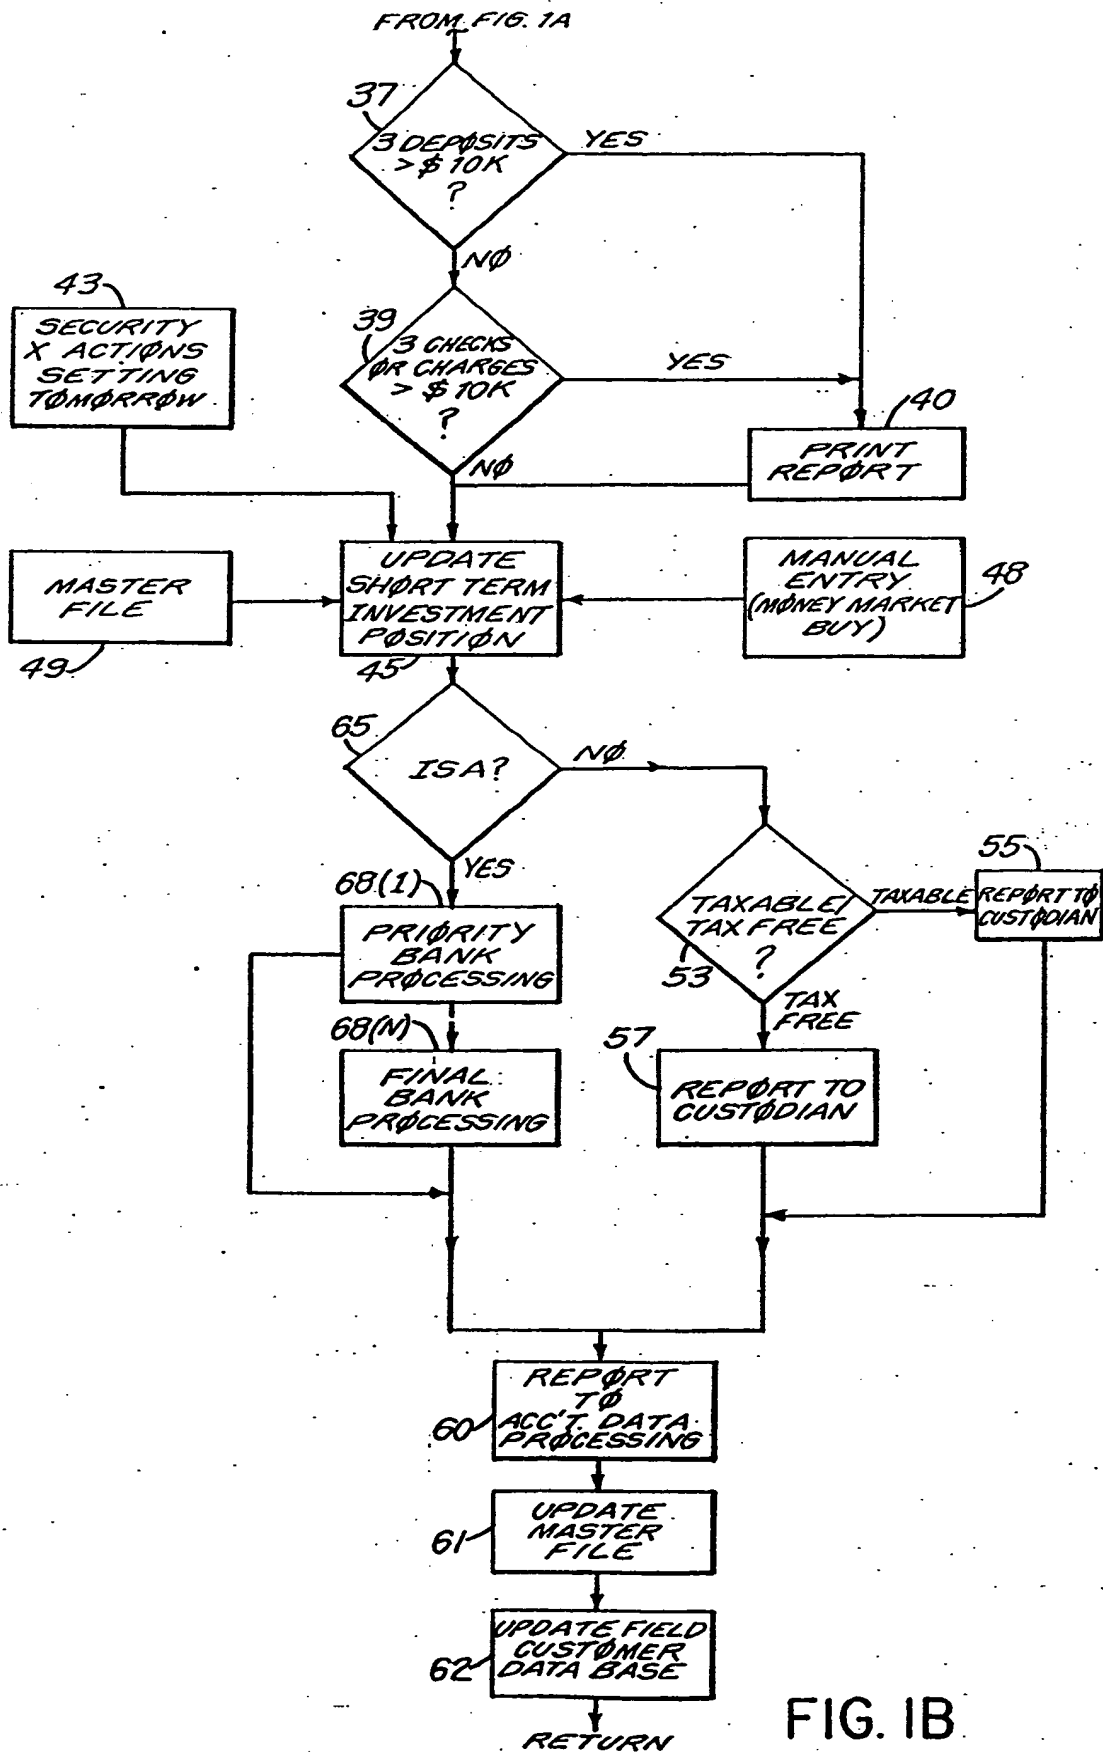 FROM FIG. 1A
37
3 DEPØSITS
> $ 10K
?
YES
NØ
43
SECURITY
X ACTIØNS
SETTING
TØMØRRØW
39
3 CHECKS
ØR CHARGES
> $ 10K
?
YES
NØ
40
PRINT
REPØRT
MASTER
FILE
49
UPDATE
SHØRT TERM
INVESTMENT
PØSITIØN
45
MANUAL
ENTRY
(MØNEY MARKET
BUY)
48
65
ISA?
NØ
YES
68(1)
PRIØRITY
BANK
PRØCESSING
TAXABLE/
TAX FREE
?
53
TAXABLE
55
REPØRT TØ
CUSTØDIAN
TAX
FREE
68(N)
FINAL
BANK
PRØCESSING
57
REPØRT TO
CUSTØDIAN
REPØRT
TØ
ACC'T. DATA
PRØCESSING
60
UPDATE
MASTER
FILE
61
UPDATE FIELD
CUSTØMER
DATA BASE
62
RETURN
FIG. 1B